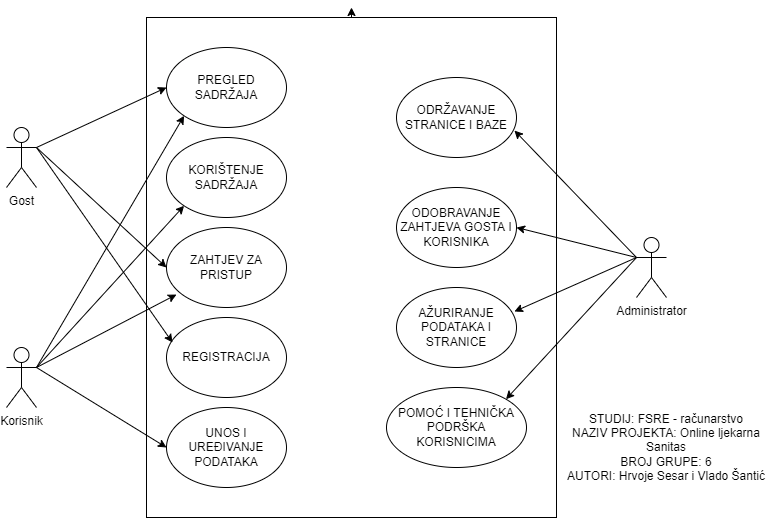 PREGLED
SADRŽAJA
KORIŠTENJE
SADRŽAJA
ZAHTJEV ZA
PRISTUP
REGISTRACIJA
UNOS I
UREĐIVANJE
PODATAKA
ODRŽAVANJE
STRANICE I BAZE
ODOBRAVANJE
ZAHTJEVA GOSTA I
KORISNIKA
AŽURIRANJE
PODATAKA I
STRANICE
POMOĆ I TEHNIČKA
PODRŠKA
KORISNICIMA
Gost
Korisnik
Administrator
STUDIJ: FSRE - računarstvo
NAZIV PROJEKTA: Online ljekarna
Sanitas
BROJ GRUPE: 6
AUTORI: Hrvoje Sesar i Vlado Šantić